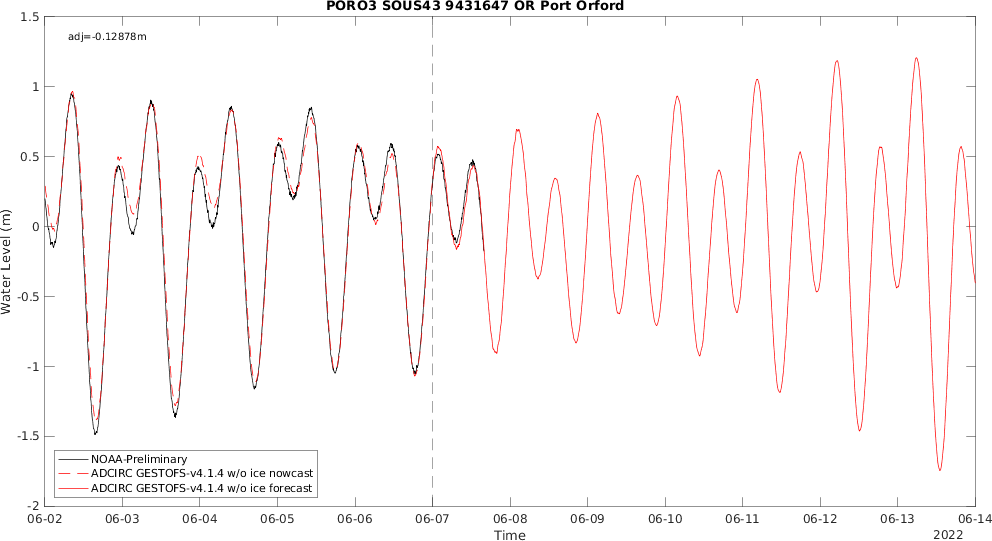 PORO3 SOUS43 9431647 OR Port Orford
adj=-0.12878m
1.5
1
0.5
0
-0.5
-1
-1.5
-2
Water Level (m)
NOAA-Preliminary
ADCIRC GESTOFS-v4.1.4 w/o ice nowcast
ADCIRC GESTOFS-v4.1.4 w/o ice forecast
06-02 06-03 06-04 06-05 06-06 06-07 06-08 06-09 06-10 06-11 06-12 06-13 06-14
Time
2022